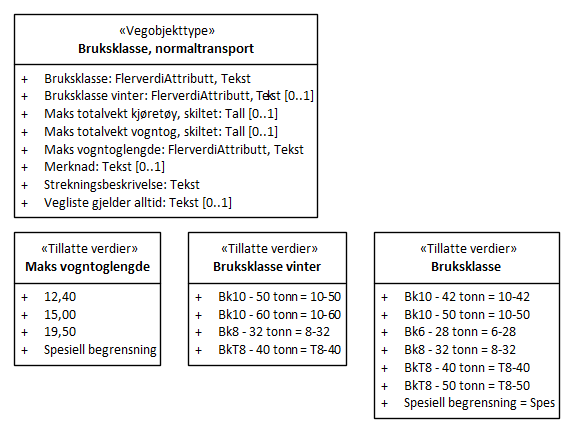 «Vegobjekttype»
Bruksklasse, normaltransport
+ Bruksklasse: FlerverdiAttributt, Tekst
+ Bruksklasse vinter: FlerverdiAttributt, Tekst [0..1]
+ Maks totalvekt kjøretøy, skiltet: Tall [0..1]
+ Maks totalvekt vogntog, skiltet: Tall [0..1]
+ Maks vogntoglengde: FlerverdiAttributt, Tekst
+ Merknad: Tekst [0..1]
+ Strekningsbeskrivelse: Tekst
+ Vegliste gjelder alltid: Tekst [0..1]
«Tillatte verdier»
Maks vogntoglengde
+ 12,40
+ 15,00
+ 19,50
+ Spesiell begrensning
«Tillatte verdier»
Bruksklasse vinter
+ Bk10 - 50 tonn = 10-50
+ Bk10 - 60 tonn = 10-60
+ Bk8 - 32 tonn = 8-32
+ BkT8 - 40 tonn = T8-40
«Tillatte verdier»
Bruksklasse
+ Bk10 - 42 tonn = 10-42
+ Bk10 - 50 tonn = 10-50
+ Bk6 - 28 tonn = 6-28
+ Bk8 - 32 tonn = 8-32
+ BkT8 - 40 tonn = T8-40
+ BkT8 - 50 tonn = T8-50
+ Spesiell begrensning = Spes